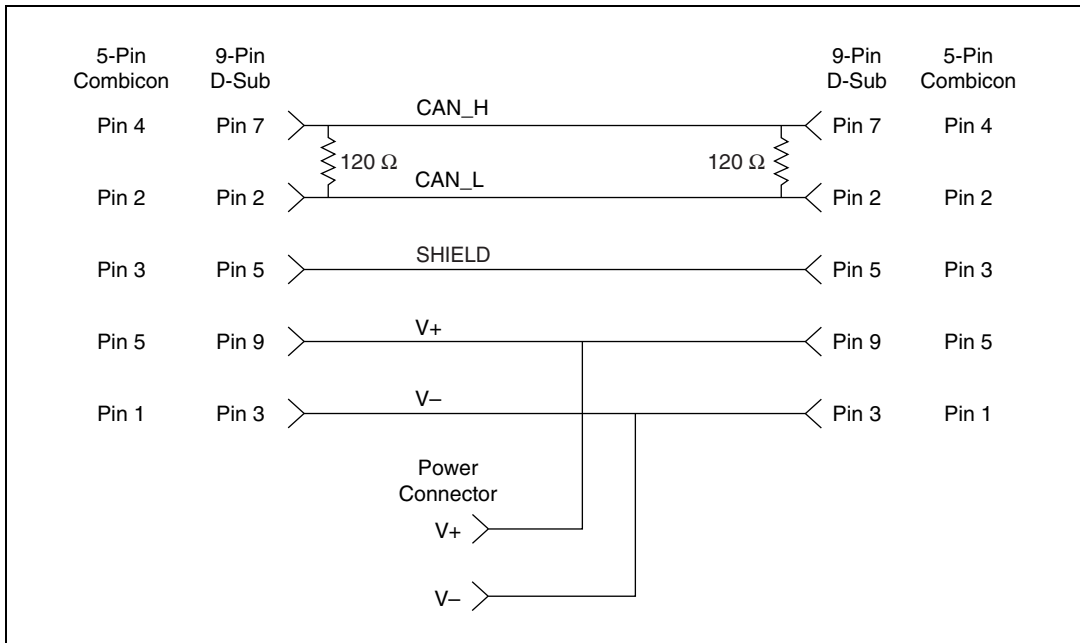 5-Pin Combicon 9-Pin D-Sub 9-Pin D-Sub 5-Pin Combicon
CAN_H
Pin 4 Pin 7 Pin 7 Pin 4
120 Ω 120 Ω
CAN_L
Pin 2 Pin 2 Pin 2 Pin 2
SHIELD
Pin 3 Pin 5 Pin 5 Pin 3
V+
Pin 5 Pin 9 Pin 9 Pin 5
V–
Pin 1 Pin 3 Pin 3 Pin 1
Power
Connector
V+
V–